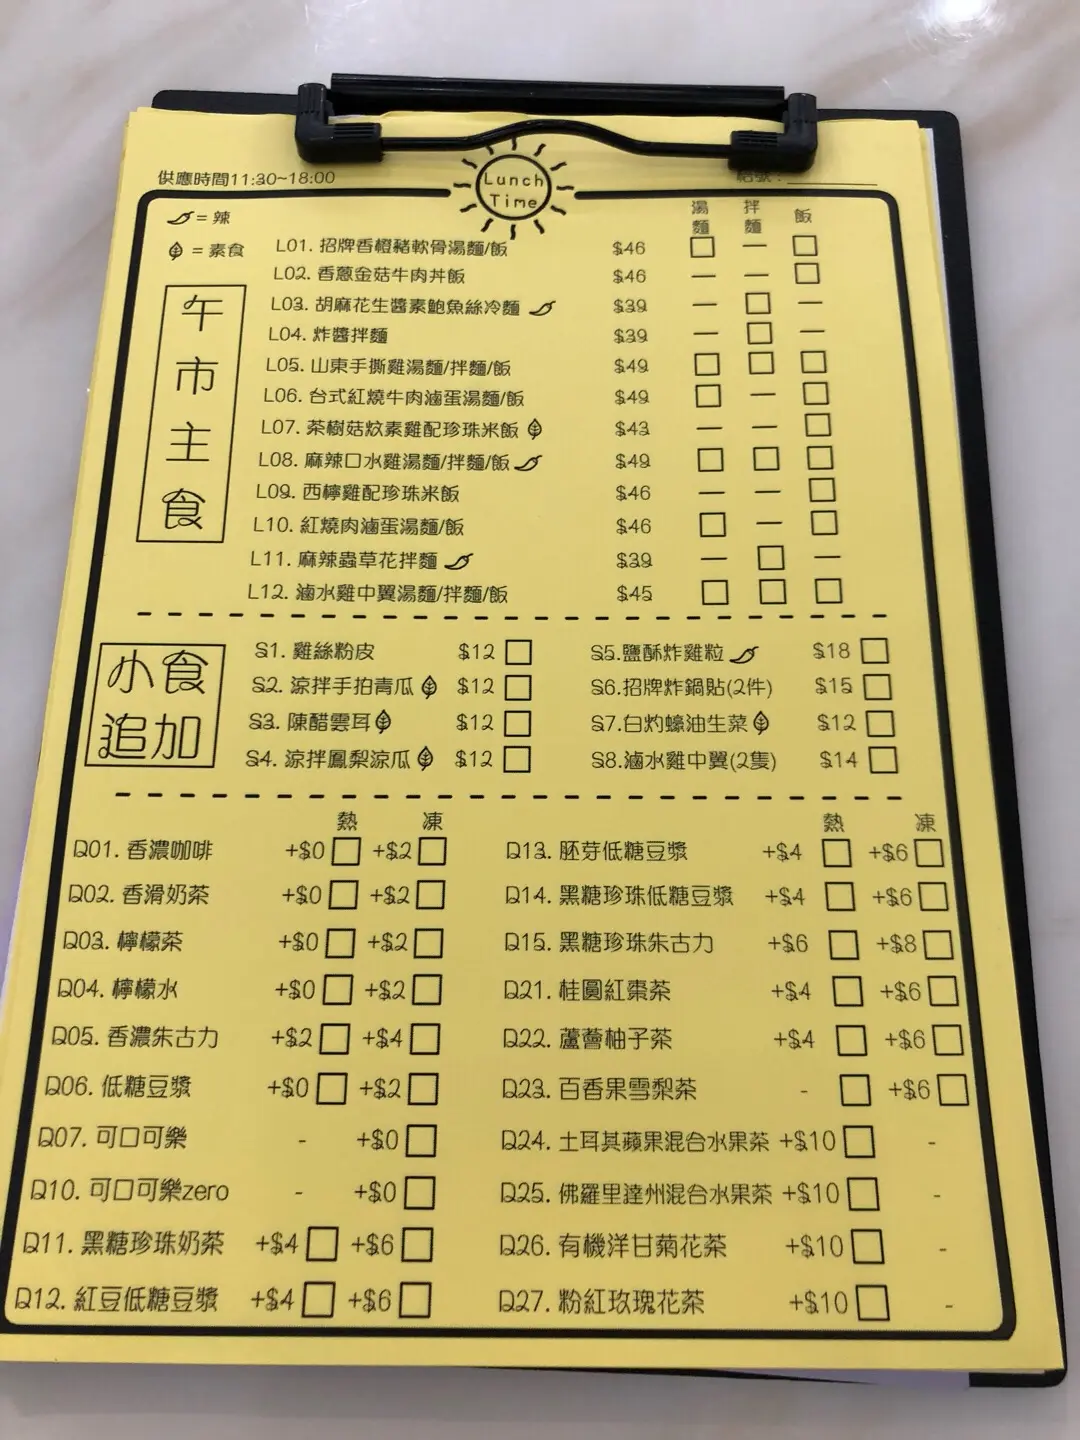 供應時間11:30~18:00
Lunch
Time
= 辣
= 素食
湯麵 拌麵 飯
午市主食
L01. 招牌香橙豬軟骨湯麵/飯 $46 □ — □
L02. 香蔥金菇牛肉丼飯 $46 — — □
L03. 胡麻花生醬素鮑魚絲冷麵 $39 — □ —
L04. 炸醬拌麵 $39 — □ —
L05. 山東手撕雞湯麵/拌麵/飯 $49 □ □ □
L06. 台式紅燒牛肉滷蛋湯麵/飯 $49 □ — □
L07. 茶樹菇炆素雞配珍珠米飯 $43 — — □
L08. 麻辣口水雞湯麵/拌麵/飯 $49 □ □ □
L09. 西檸雞配珍珠米飯 $46 — — □
L10. 紅燒肉滷蛋湯麵/飯 $46 □ — □
L11. 麻辣蟲草花拌麵 $39 — □ —
L12. 滷水雞中翼湯麵/拌麵/飯 $45 □ □ □
小食追加
S1. 雞絲粉皮 $12 □ S5.鹽酥炸雞粒 $18 □
S2. 涼拌手拍青瓜 $12 □ S6.招牌炸鍋貼(2件) $15 □
S3. 陳醋雲耳 $12 □ S7.白灼蠔油生菜 $12 □
S4. 涼拌鳳梨涼瓜 $12 □ S8.滷水雞中翼(2隻) $14 □
熱 凍 熱 凍
D01. 香濃咖啡 +$0 □ +$2 □ D13. 胚芽低糖豆漿 +$4 □ +$6 □
D02. 香滑奶茶 +$0 □ +$2 □ D14. 黑糖珍珠低糖豆漿 +$4 □ +$6 □
D03. 檸檬茶 +$0 □ +$2 □ D15. 黑糖珍珠朱古力 +$6 □ +$8 □
D04. 檸檬水 +$0 □ +$2 □ D21. 桂圓紅棗茶 +$4 □ +$6 □
D05. 香濃朱古力 +$2 □ +$4 □ D22. 蘆薈柚子茶 +$4 □ +$6 □
D06. 低糖豆漿 +$0 □ +$2 □ D23. 百香果雪梨茶 - □ +$6 □
D07. 可口可樂 - +$0 □ D24. 土耳其蘋果混合水果茶 +$10 □ -
D10. 可口可樂zero - +$0 □ D25. 佛羅里達州混合水果茶 +$10 □ -
D11. 黑糖珍珠奶茶 +$4 □ +$6 □ D26. 有機洋甘菊花茶 +$10 □ -
D12. 紅豆低糖豆漿 +$4 □ +$6 □ D27. 粉紅玫瑰花茶 +$10 □ -